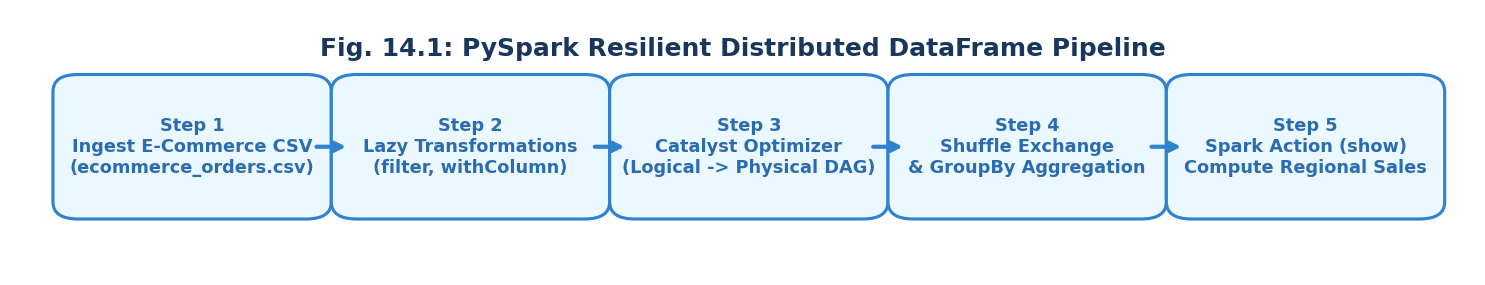 Fig. 14.1: PySpark Resilient Distributed DataFrame Pipeline
Step 1
Ingest E-Commerce CSV
(ecommerce_orders.csv)
Step 2
Lazy Transformations
(filter, withColumn)
Step 3
Catalyst Optimizer
(Logical -> Physical DAG)
Step 4
Shuffle Exchange
& GroupBy Aggregation
Step 5
Spark Action (show)
Compute Regional Sales